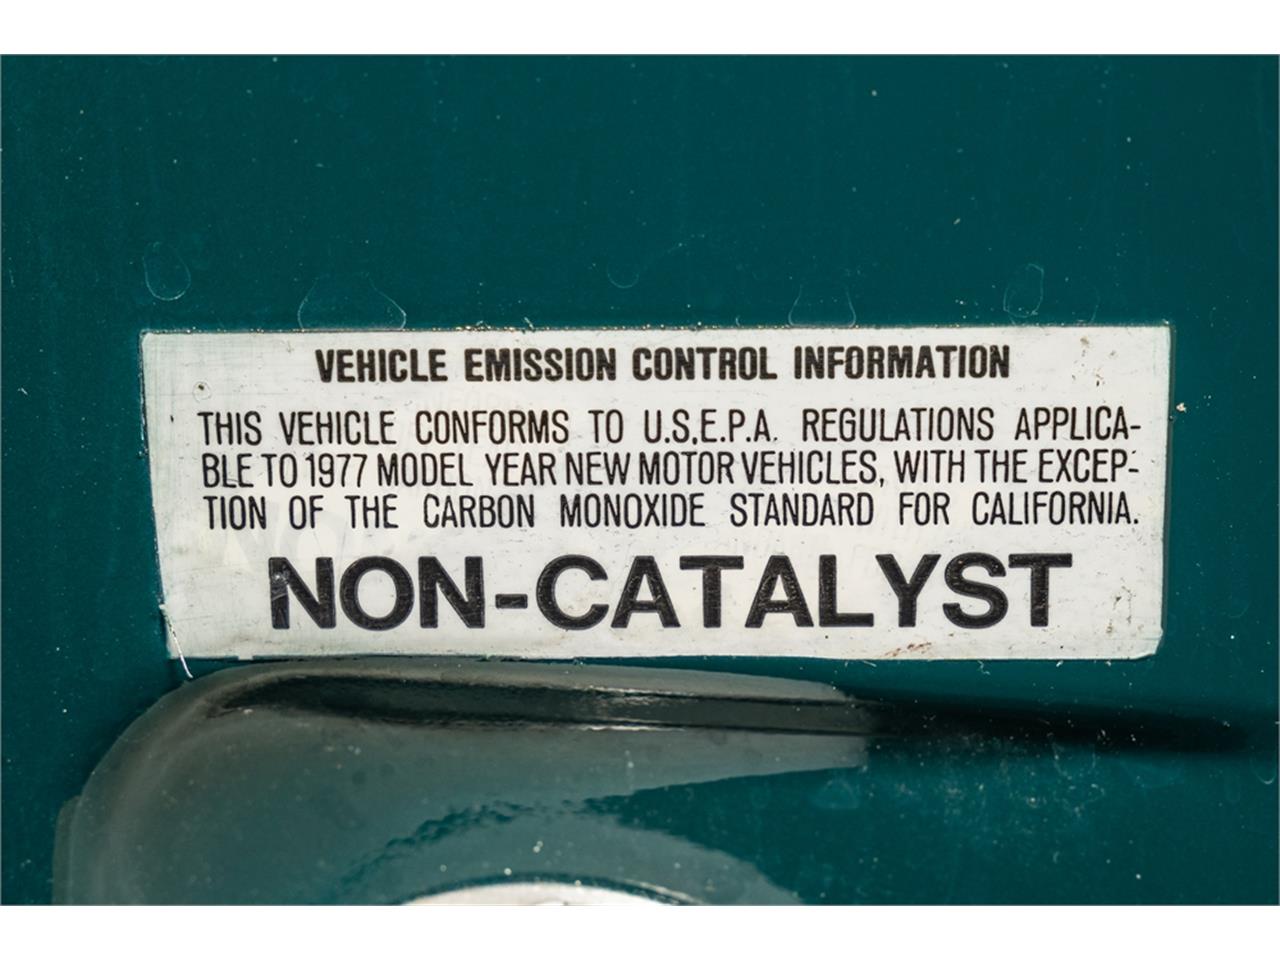 VEHICLE EMISSION CONTROL INFORMATION
THIS VEHICLE CONFORMS TO U.S.E.P.A. REGULATIONS APPLICA-
BLE TO 1977 MODEL YEAR NEW MOTOR VEHICLES, WITH THE EXCEP-
TION OF THE CARBON MONOXIDE STANDARD FOR CALIFORNIA.
NON-CATALYST